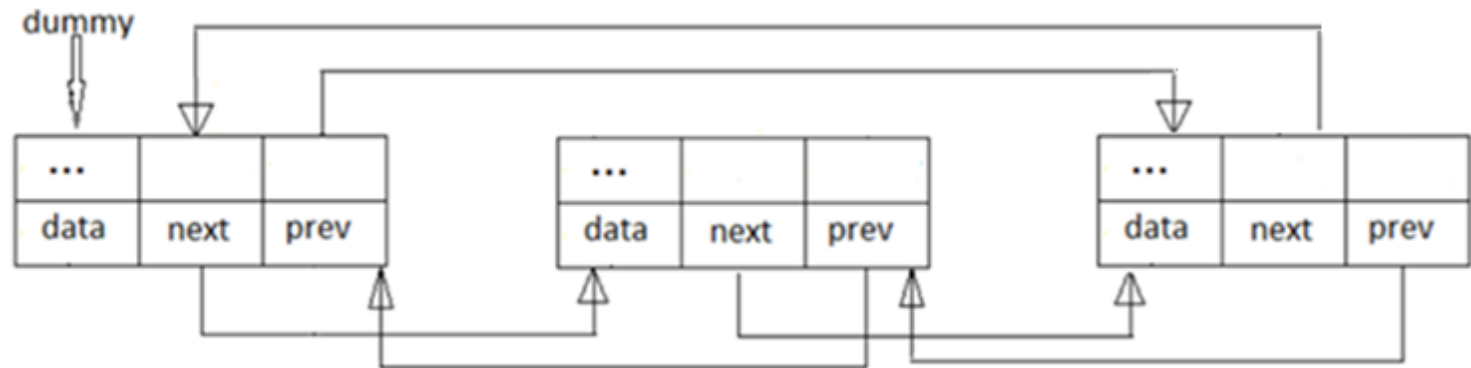 dummy
... ... ...
data next prev data next prev data next prev